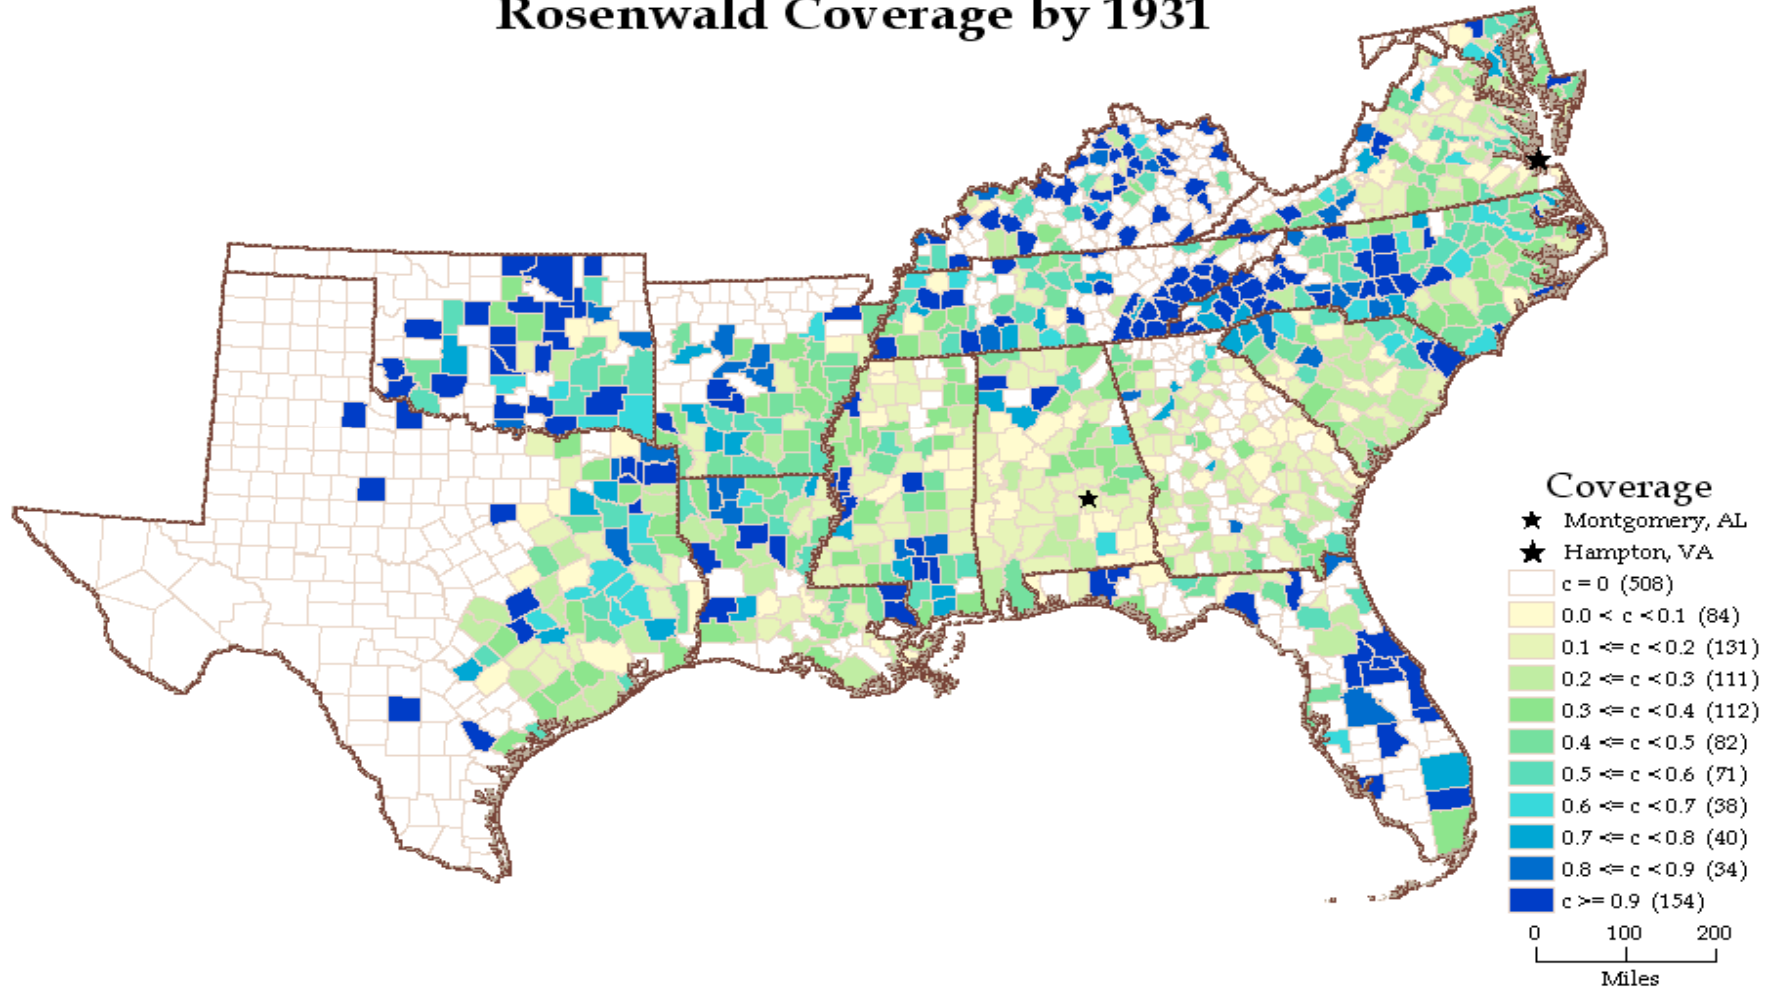 Rosenwald Coverage by 1931
Coverage
Montgomery, AL
Hampton, VA
c = 0 (508)
0.0 < c < 0.1 (84)
0.1 <= c < 0.2 (131)
0.2 <= c < 0.3 (111)
0.3 <= c < 0.4 (112)
0.4 <= c < 0.5 (82)
0.5 <= c < 0.6 (71)
0.6 <= c < 0.7 (38)
0.7 <= c < 0.8 (40)
0.8 <= c < 0.9 (34)
c >= 0.9 (154)
0 100 200
Miles